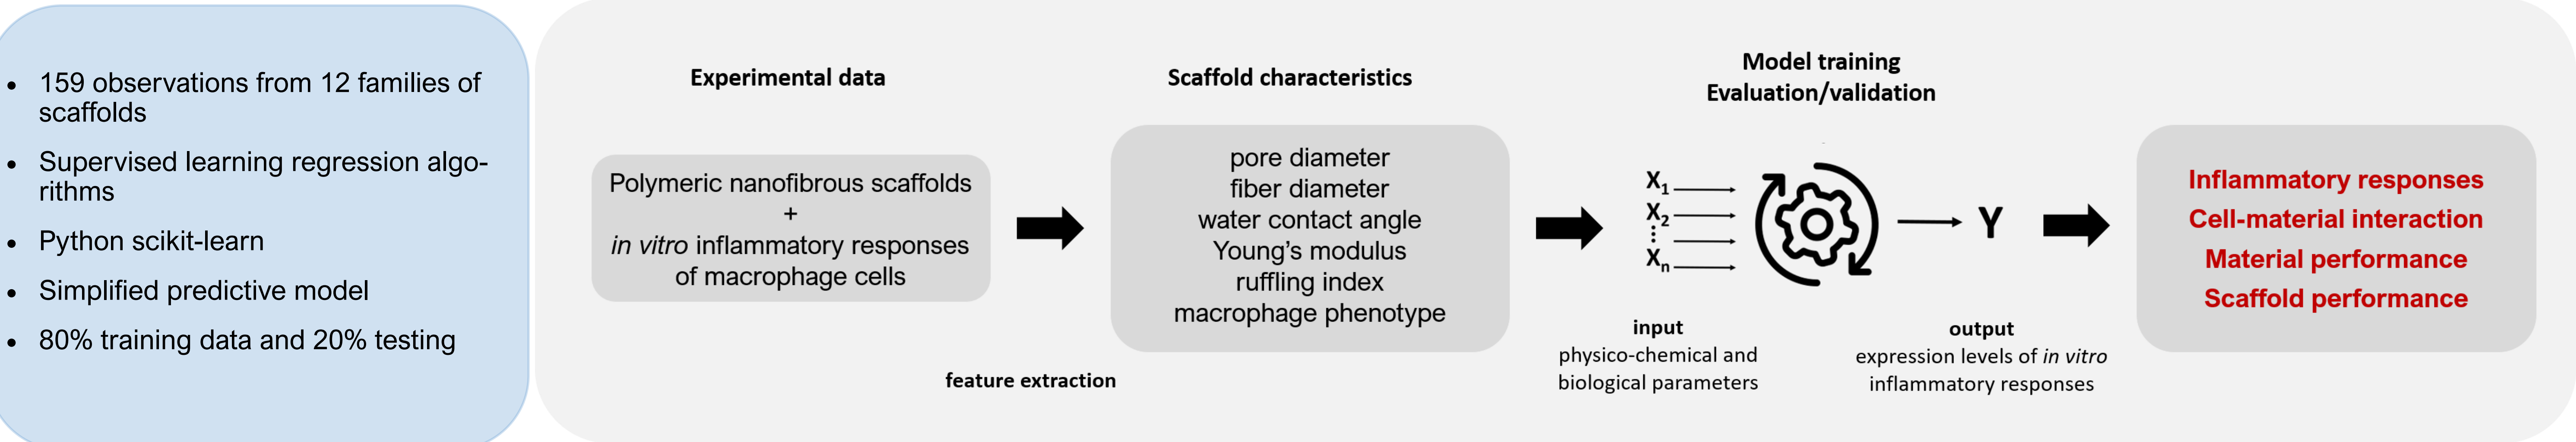 • 159 observations from 12 families of
scaffolds
• Supervised learning regression algo-
rithms
• Python scikit-learn
• Simplified predictive model
• 80% training data and 20% testing
Experimental data
Polymeric nanofibrous scaffolds
+
in vitro inflammatory responses
of macrophage cells
feature extraction
Scaffold characteristics
pore diameter
fiber diameter
water contact angle
Young’s modulus
ruffling index
macrophage phenotype
Model training
Evaluation/validation
X1
X2
Xn
Y
input
physico-chemical and
biological parameters
output
expression levels of in vitro
inflammatory responses
Inflammatory responses
Cell-material interaction
Material performance
Scaffold performance